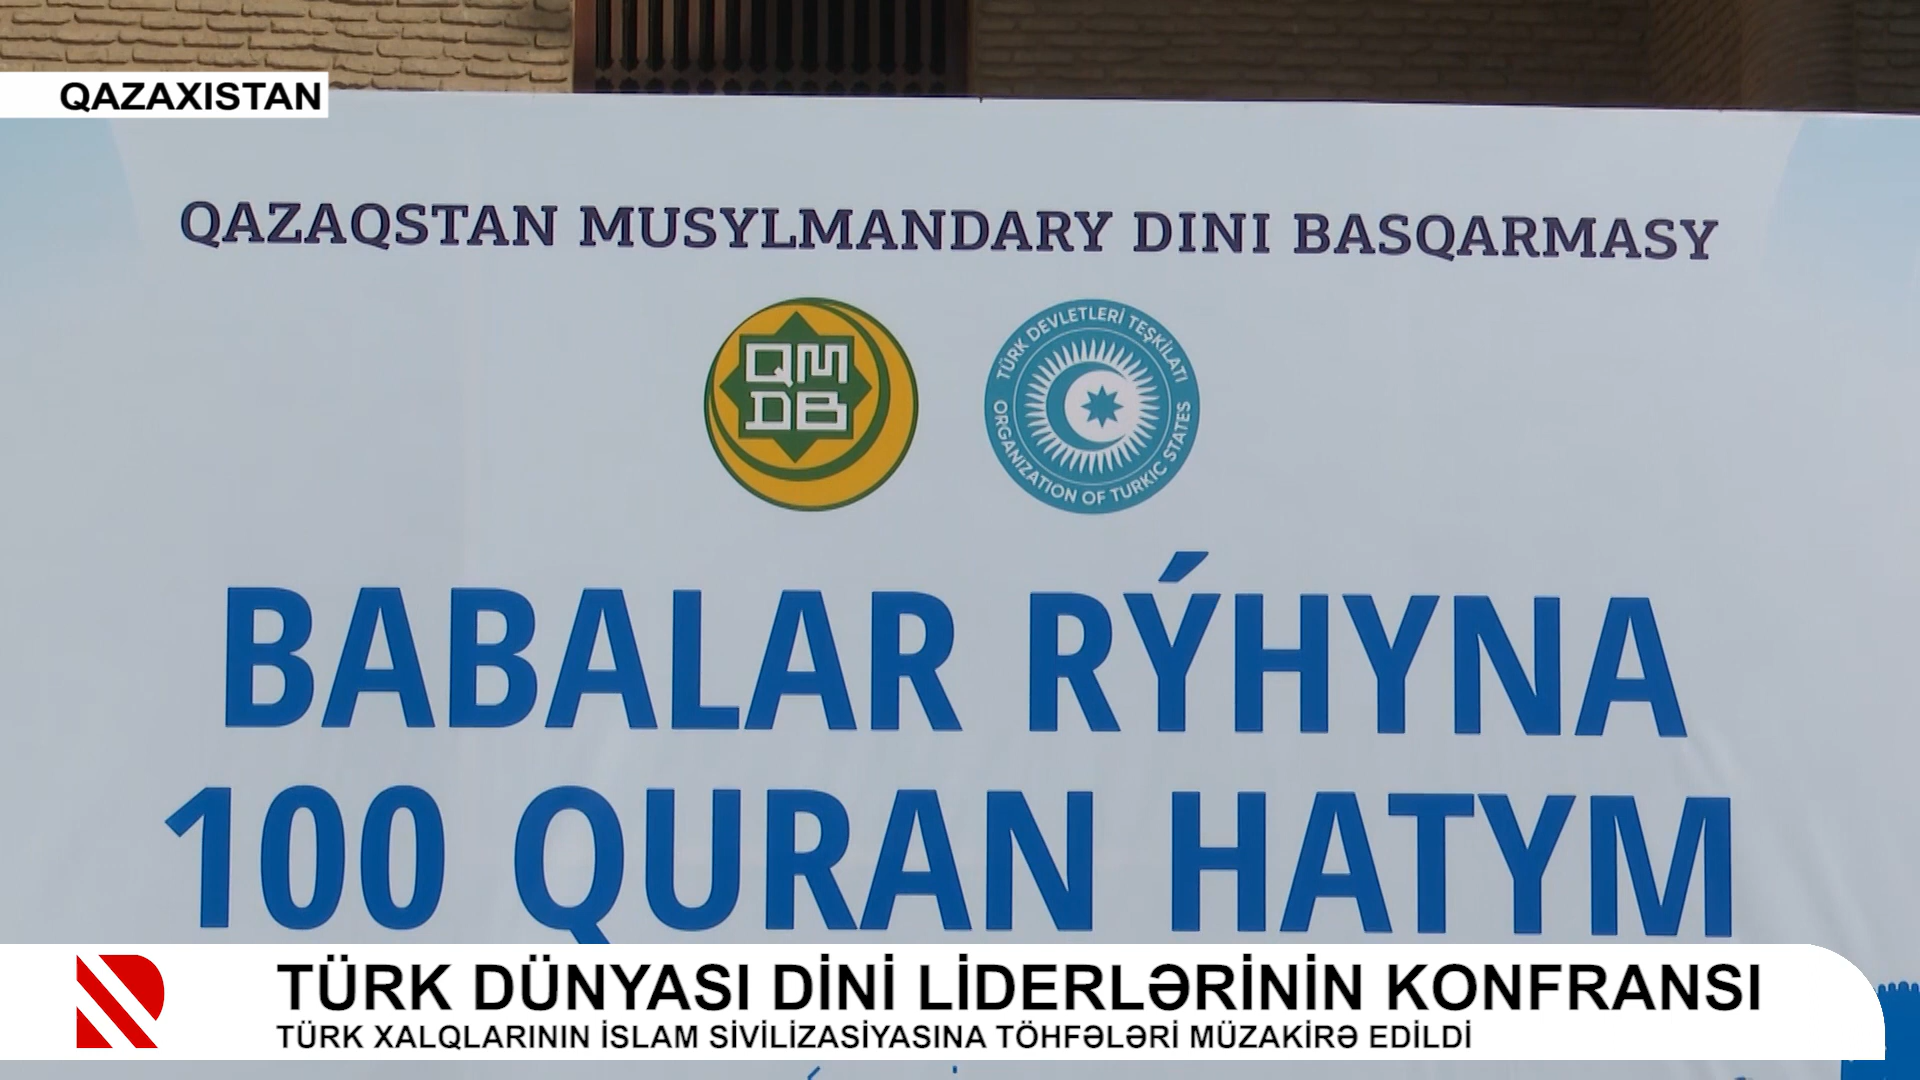 QAZAXISTAN
QAZAQSTAN MUSYLMANDARY DINI BASQARMASY
QM
DB
TÜRK DEVLETLERİ TEŞKİLATI
ORGANIZATION OF TURKIC STATES
BABALAR RÝHYNA
100 QURAN HATYM
TÜRK DÜNYASI DİNİ LİDERLƏRİNİN KONFRANSI
TÜRK XALQLARININ İSLAM SİVİLİZASİYASINA TÖHFƏLƏRİ MÜZAKİRƏ EDİLDİ